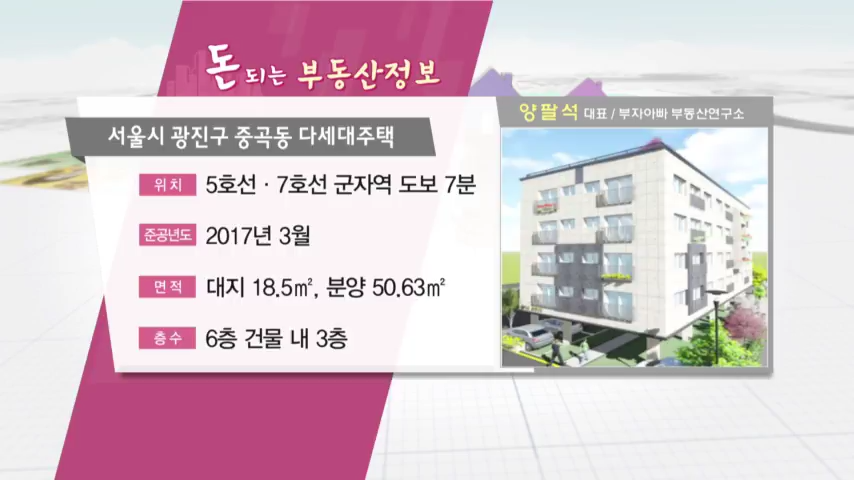 돈 되는 부동산정보
양팔석 대표 / 부자아빠 부동산연구소
서울시 광진구 중곡동 다세대주택
위 치 5호선 · 7호선 군자역 도보 7분
준공년도 2017년 3월
면 적 대지 18.5㎡, 분양 50.63㎡
층 수 6층 건물 내 3층